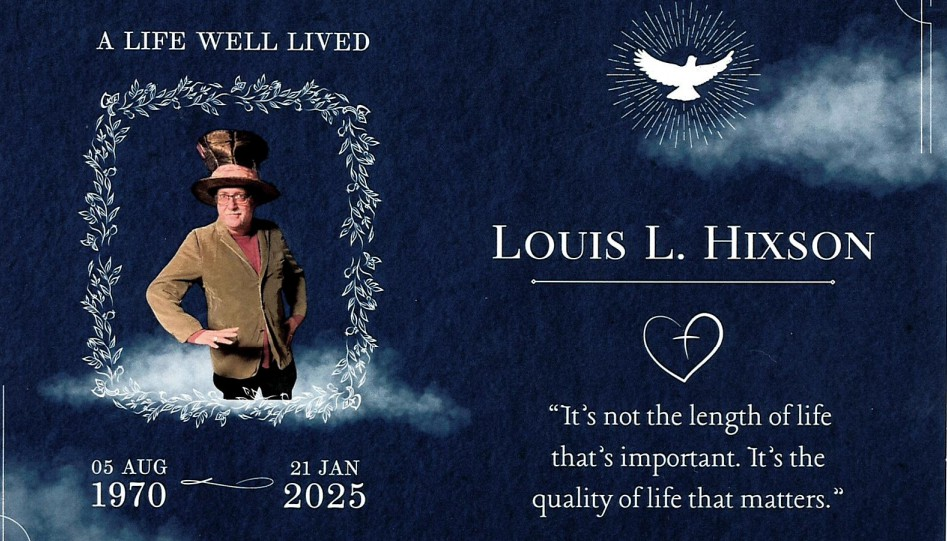 A LIFE WELL LIVED
05 AUG
1970
21 JAN
2025
LOUIS L. HIXSON
“It’s not the length of life
that’s important. It’s the
quality of life that matters.”